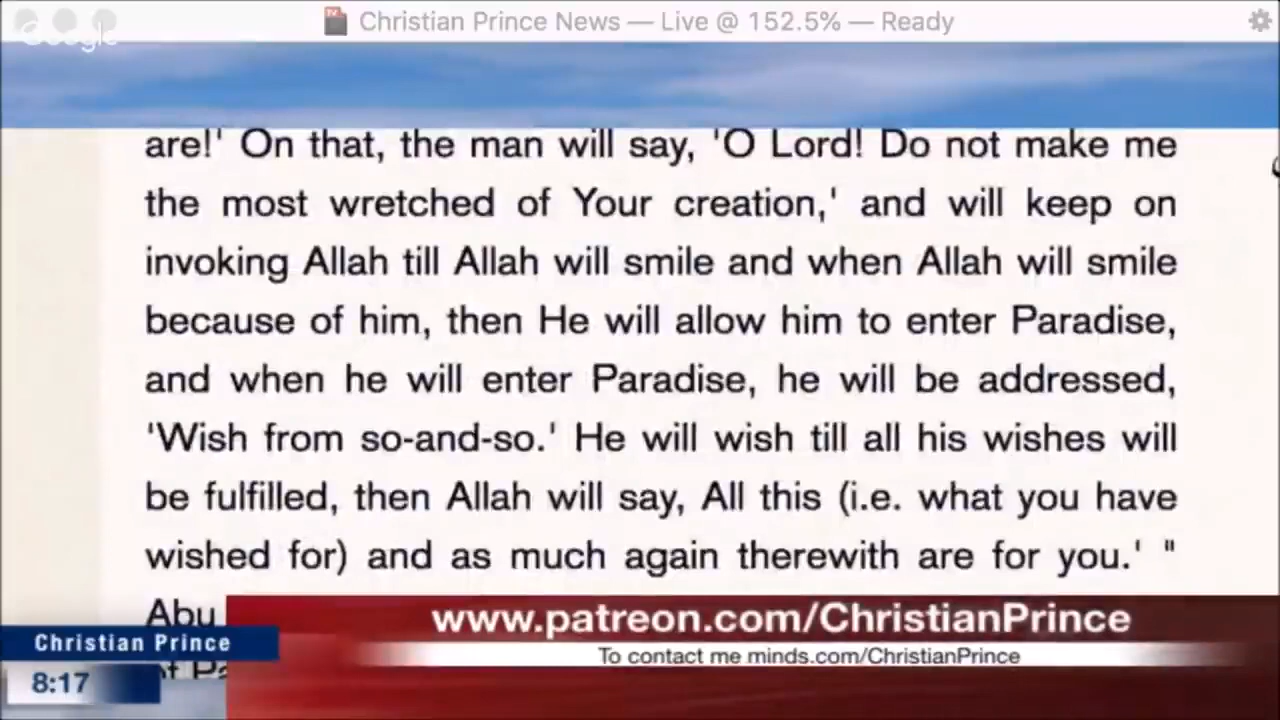 Christian Prince News — Live @ 152.5% — Ready
Google
are!' On that, the man will say, 'O Lord! Do not make me
the most wretched of Your creation,' and will keep on
invoking Allah till Allah will smile and when Allah will smile
because of him, then He will allow him to enter Paradise,
and when he will enter Paradise, he will be addressed,
'Wish from so-and-so.' He will wish till all his wishes will
be fulfilled, then Allah will say, All this (i.e. what you have
wished for) and as much again therewith are for you.' "
Abu
www.patreon.com/ChristianPrince
Christian Prince
To contact me minds.com/ChristianPrince
8:17